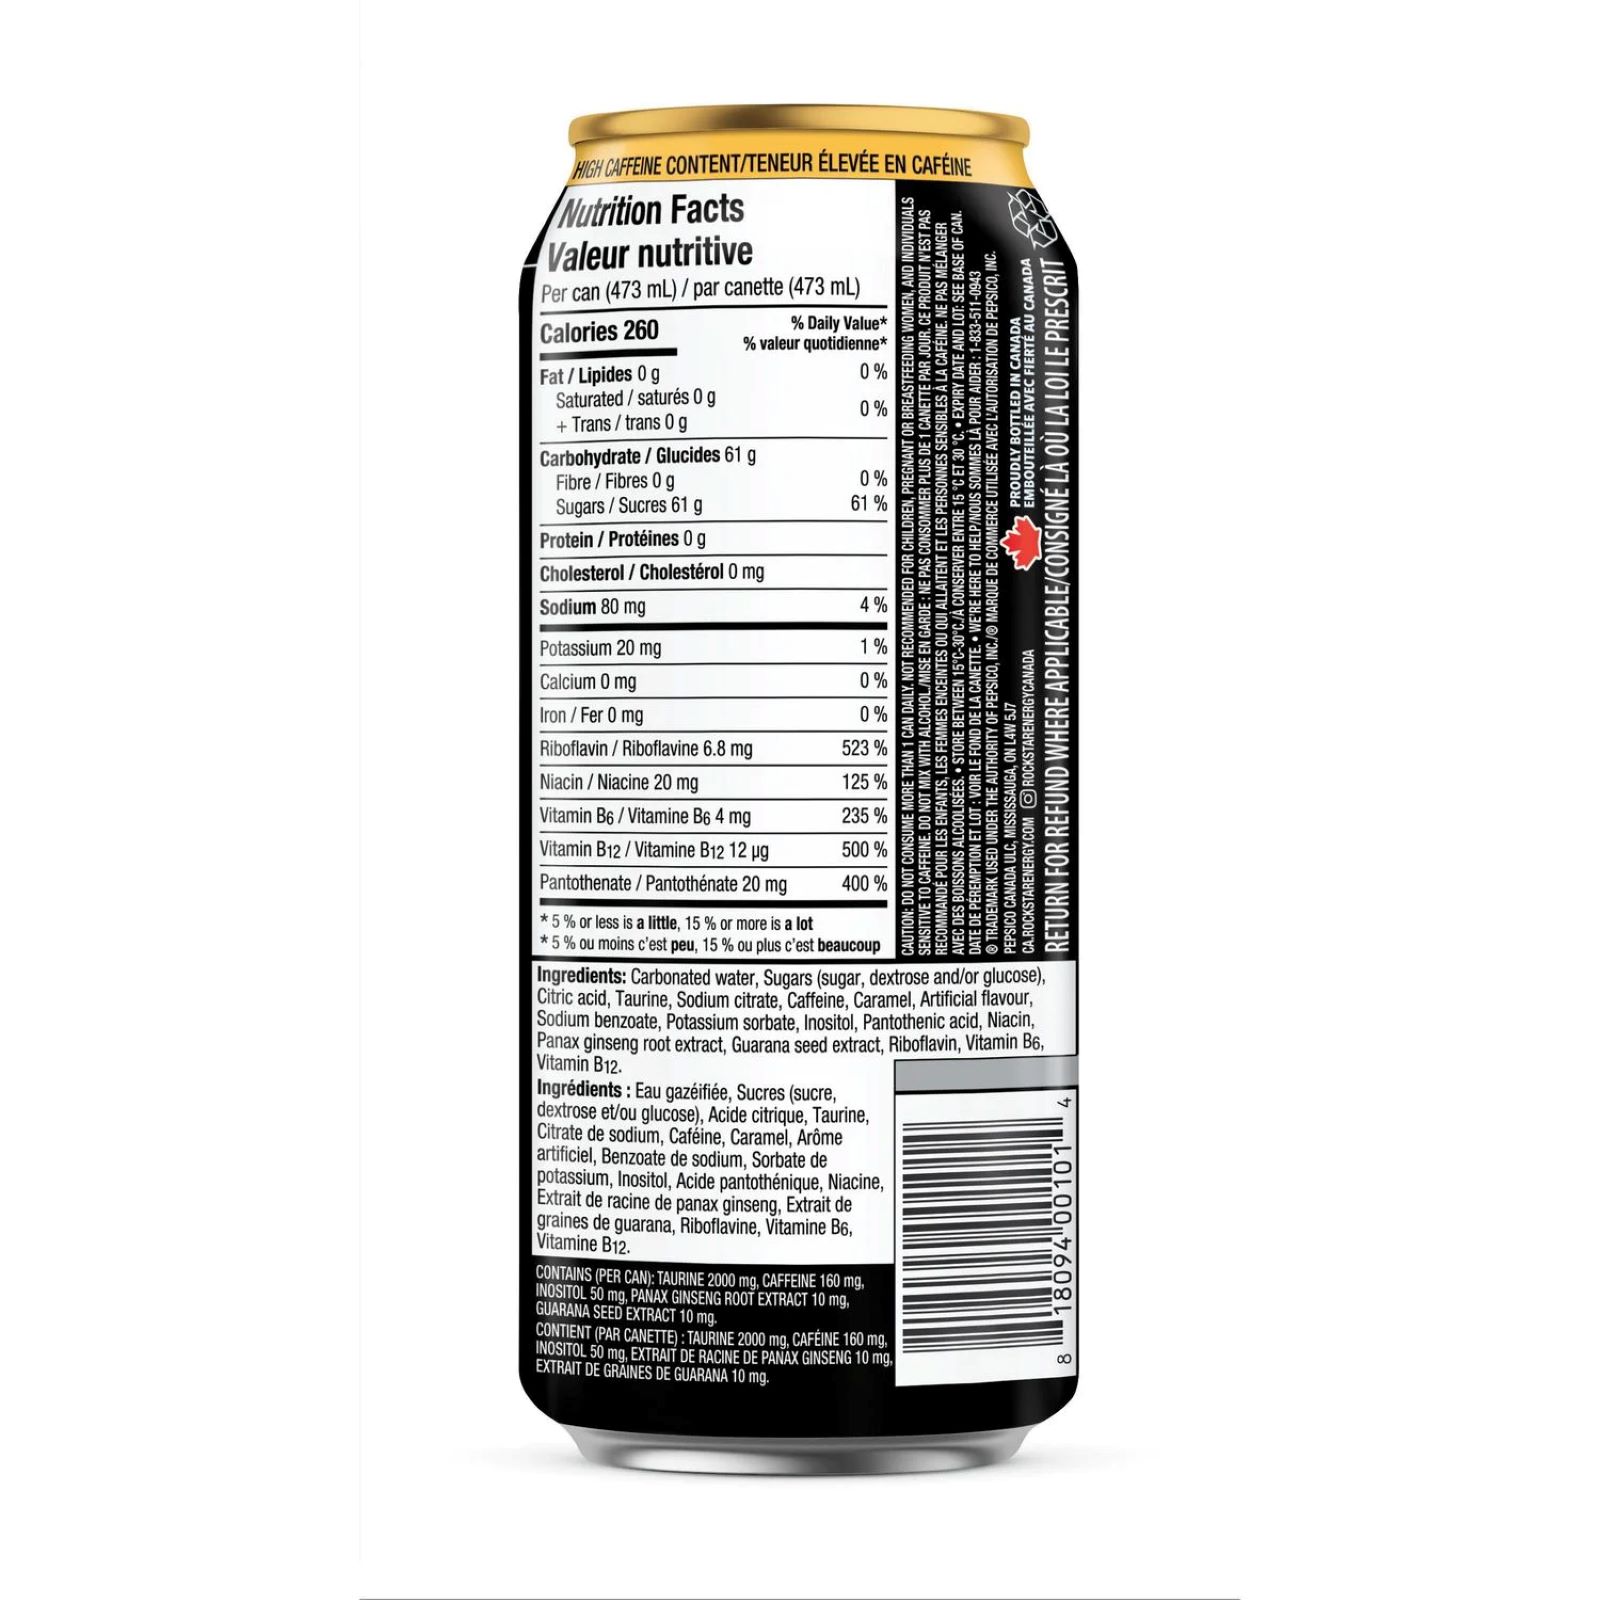 HIGH CAFFEINE CONTENT/TENEUR ÉLEVÉE EN CAFÉINE
Nutrition Facts
Valeur nutritive
Per can (473 mL) / par canette (473 mL)
Calories 260
% Daily Value*
% valeur quotidienne*
Fat / Lipides 0 g 0 %
Saturated / saturés 0 g
+ Trans / trans 0 g 0 %
Carbohydrate / Glucides 61 g
Fibre / Fibres 0 g 0 %
Sugars / Sucres 61 g 61 %
Protein / Protéines 0 g
Cholesterol / Cholestérol 0 mg
Sodium 80 mg 4 %
Potassium 20 mg 1 %
Calcium 0 mg 0 %
Iron / Fer 0 mg 0 %
Riboflavin / Riboflavine 6.8 mg 523 %
Niacin / Niacine 20 mg 125 %
Vitamin B6 / Vitamine B6 4 mg 235 %
Vitamin B12 / Vitamine B12 12 µg 500 %
Pantothenate / Pantothénate 20 mg 400 %
* 5 % or less is a little, 15 % or more is a lot
* 5 % ou moins c'est peu, 15 % ou plus c'est beaucoup
CAUTION: DO NOT CONSUME MORE THAN 1 CAN DAILY. NOT RECOMMENDED FOR CHILDREN, PREGNANT OR BREASTFEEDING WOMEN, AND INDIVIDUALS
SENSITIVE TO CAFFEINE. DO NOT MIX WITH ALCOHOL./MISE EN GARDE : NE PAS CONSOMMER PLUS DE 1 CANETTE PAR JOUR. CE PRODUIT N'EST PAS
RECOMMANDÉ POUR LES ENFANTS, LES FEMMES ENCEINTES OU QUI ALLAITENT ET LES PERSONNES SENSIBLES À LA CAFÉINE. NE PAS MÉLANGER
AVEC DES BOISSONS ALCOOLISÉES. • STORE BETWEEN 15°C-30°C./À CONSERVER ENTRE 15 °C ET 30 °C. • EXPIRY DATE AND LOT: SEE BASE OF CAN.
DATE DE PÉREMPTION ET LOT : VOIR LE FOND DE LA CANETTE. • WE'RE HERE TO HELP/NOUS SOMMES LÀ POUR AIDER : 1-833-511-0943
® TRADEMARK USED UNDER THE AUTHORITY OF PEPSICO, INC./® MARQUE DE COMMERCE UTILISÉE AVEC L'AUTORISATION DE PEPSICO, INC.
PEPSICO CANADA ULC, MISSISSAUGA, ON L4W 5J7
CA.ROCKSTARENERGY.COM ROCKSTARENERGYCANADA
PROUDLY BOTTLED IN CANADA
EMBOUTEILLÉE AVEC FIERTÉ AU CANADA
RETURN FOR REFUND WHERE APPLICABLE/CONSIGNÉ LÀ OÙ LA LOI LE PRESCRIT
Ingredients: Carbonated water, Sugars (sugar, dextrose and/or glucose),
Citric acid, Taurine, Sodium citrate, Caffeine, Caramel, Artificial flavour,
Sodium benzoate, Potassium sorbate, Inositol, Pantothenic acid, Niacin,
Panax ginseng root extract, Guarana seed extract, Riboflavin, Vitamin B6,
Vitamin B12.
Ingrédients : Eau gazéifiée, Sucres (sucre,
dextrose et/ou glucose), Acide citrique, Taurine,
Citrate de sodium, Caféine, Caramel, Arôme
artificiel, Benzoate de sodium, Sorbate de
potassium, Inositol, Acide pantothénique, Niacine,
Extrait de racine de panax ginseng, Extrait de
graines de guarana, Riboflavine, Vitamine B6,
Vitamine B12.
CONTAINS (PER CAN): TAURINE 2000 mg, CAFFEINE 160 mg,
INOSITOL 50 mg, PANAX GINSENG ROOT EXTRACT 10 mg,
GUARANA SEED EXTRACT 10 mg.
CONTIENT (PAR CANETTE) : TAURINE 2000 mg, CAFÉINE 160 mg,
INOSITOL 50 mg, EXTRAIT DE RACINE DE PANAX GINSENG 10 mg,
EXTRAIT DE GRAINES DE GUARANA 10 mg.
8 18094 00101 4